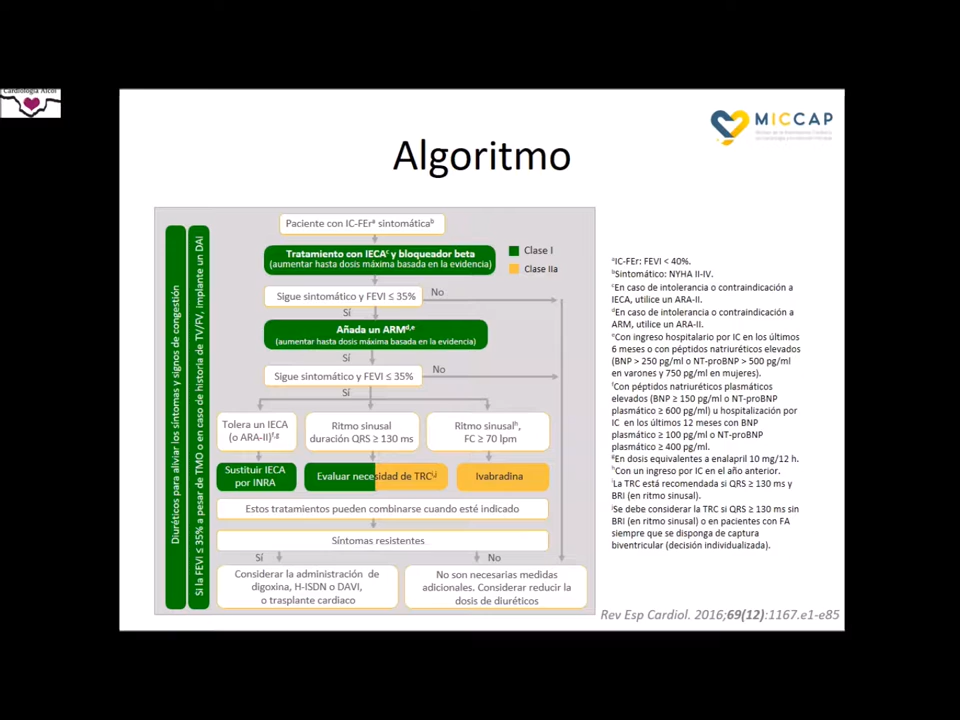 Cardiología Alcoi
MICCAP
Algoritmo
Paciente con IC-FErᵃ sintomáticaᵇ
Tratamiento con IECAᶜ y bloqueador beta
(aumentar hasta dosis máxima basada en la evidencia)
Clase I
Clase IIa
Sigue sintomático y FEVI ≤ 35%
No
Sí
Añada un ARMᵈ,ᵉ
(aumentar hasta dosis máxima basada en la evidencia)
Sí
Sigue sintomático y FEVI ≤ 35%
No
Sí
Tolera un IECA
(o ARA-II)ᶠ,ᵍ
Ritmo sinusal
duración QRS ≥ 130 ms
Ritmo sinusalʰ,
FC ≥ 70 lpm
Sustituir IECA
por INRA
Evaluar necesidad de TRCⁱ,ʲ
Ivabradina
Estos tratamientos pueden combinarse cuando esté indicado
Síntomas resistentes
Sí
No
Considerar la administración de
digoxina, H-ISDN o DAVI,
o trasplante cardiaco
No son necesarias medidas
adicionales. Considerar reducir la
dosis de diuréticos
Diuréticos para aliviar los síntomas y signos de congestión
Si la FEVI ≤ 35% a pesar de TMO o en caso de historia de TV/FV, implante un DAI
ᵃIC-FEr: FEVI < 40%.
ᵇSintomático: NYHA II-IV.
ᶜEn caso de intolerancia o contraindicación a
IECA, utilice un ARA-II.
ᵈEn caso de intolerancia o contraindicación a
ARM, utilice un ARA-II.
ᵉCon ingreso hospitalario por IC en los últimos
6 meses o con péptidos natriuréticos elevados
(BNP > 250 pg/ml o NT-proBNP > 500 pg/ml
en varones y 750 pg/ml en mujeres).
ᶠCon péptidos natriuréticos plasmáticos
elevados (BNP ≥ 150 pg/ml o NT-proBNP
plasmático ≥ 600 pg/ml) u hospitalización por
IC en los últimos 12 meses con BNP
plasmático ≥ 100 pg/ml o NT-proBNP
plasmático ≥ 400 pg/ml.
ᵍEn dosis equivalentes a enalapril 10 mg/12 h.
ʰCon un ingreso por IC en el año anterior.
ⁱLa TRC está recomendada si QRS ≥ 130 ms y
BRI (en ritmo sinusal).
ʲSe debe considerar la TRC si QRS ≥ 130 ms sin
BRI (en ritmo sinusal) o en pacientes con FA
siempre que se disponga de captura
biventricular (decisión individualizada).
Rev Esp Cardiol. 2016;69(12):1167.e1-e85